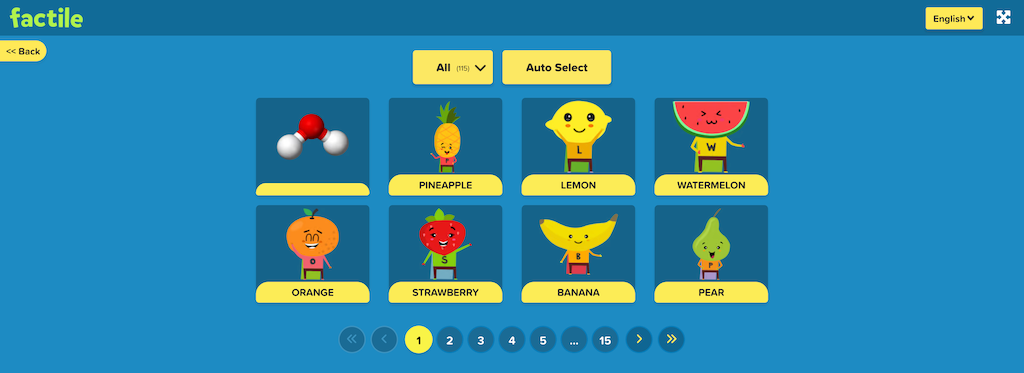 factile
English
<< Back
All (115)
Auto Select
PINEAPPLE
LEMON
WATERMELON
L
W
ORANGE
STRAWBERRY
BANANA
PEAR
O
S
B
P
1 2 3 4 5 ... 15